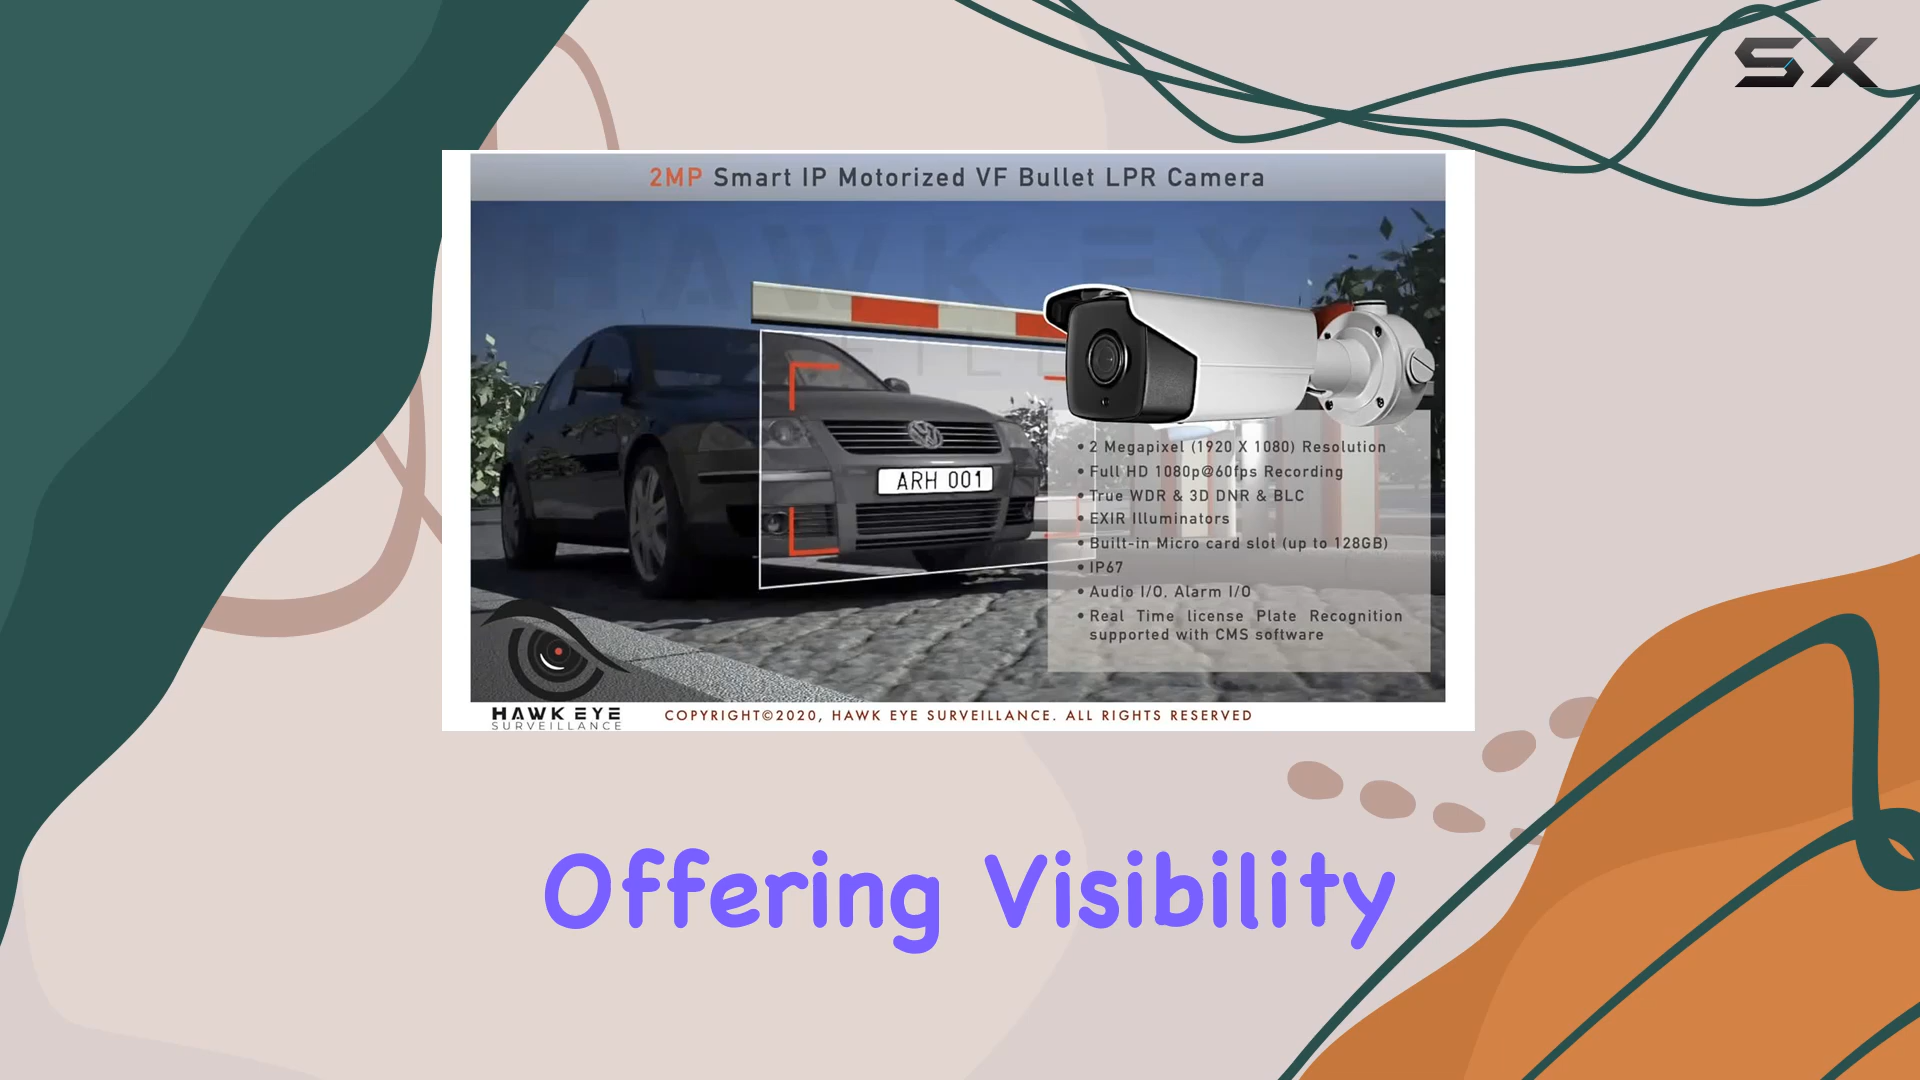 SX
2MP Smart IP Motorized VF Bullet LPR Camera
HAWK EYE
ARH 001
• 2 Megapixel (1920 X 1080) Resolution
• Full HD 1080p@60fps Recording
• True WDR & 3D DNR & BLC
• EXIR Illuminators
• Built-in Micro card slot (up to 128GB)
• IP67
• Audio I/O, Alarm I/O
• Real Time license Plate Recognition
supported with CMS software
HAWK EYE
SURVEILLANCE
COPYRIGHT©2020, HAWK EYE SURVEILLANCE. ALL RIGHTS RESERVED
Offering Visibility